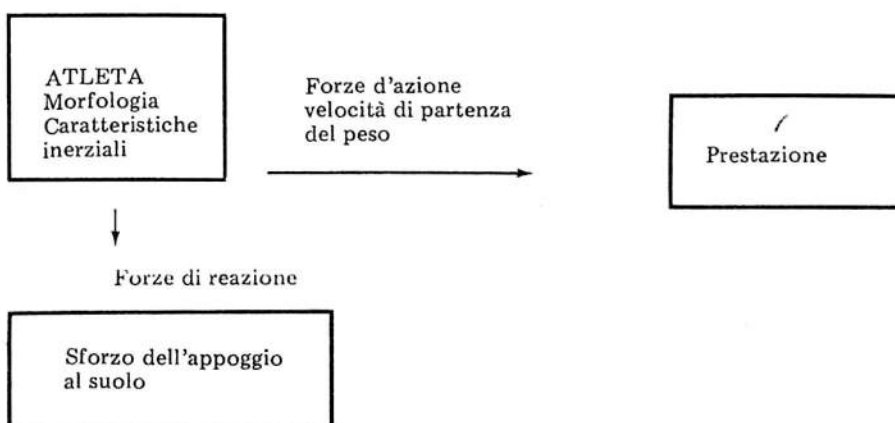 ATLETA
Morfologia
Caratteristiche
inerziali
Forze d'azione
velocità di partenza
del peso
Prestazione
Forze di reazione
Sforzo dell'appoggio
al suolo